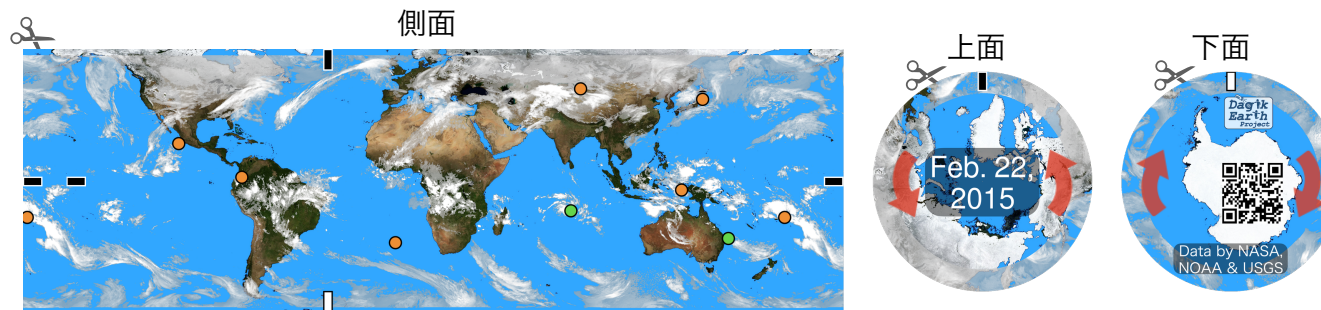 側面
上面
下面
Feb. 22,
2015
Dagik
Earth
Project
Data by NASA,
NOAA & USGS